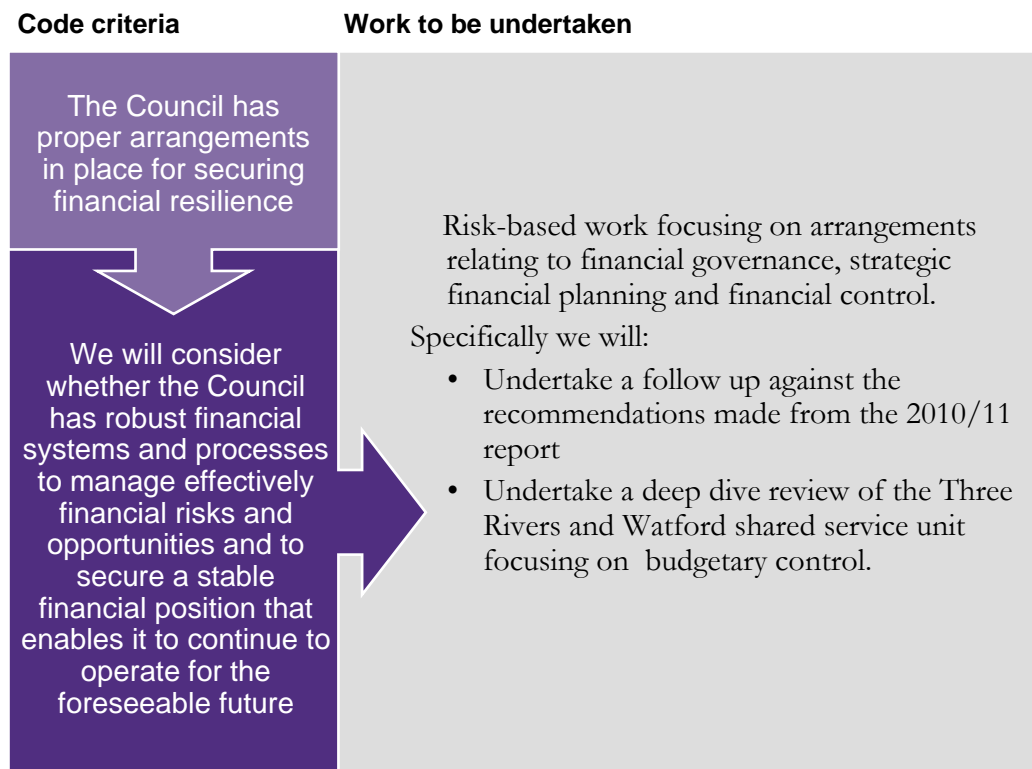 Code criteria
Work to be undertaken
The Council has
proper arrangements
in place for securing
financial resilience
We will consider
whether the Council
has robust financial
systems and processes
to manage effectively
financial risks and
opportunities and to
secure a stable
financial position that
enables it to continue to
operate for the
foreseeable future
Risk-based work focusing on arrangements
relating to financial governance, strategic
financial planning and financial control.
Specifically we will:
• Undertake a follow up against the
recommendations made from the 2010/11
report
• Undertake a deep dive review of the Three
Rivers and Watford shared service unit
focusing on budgetary control.